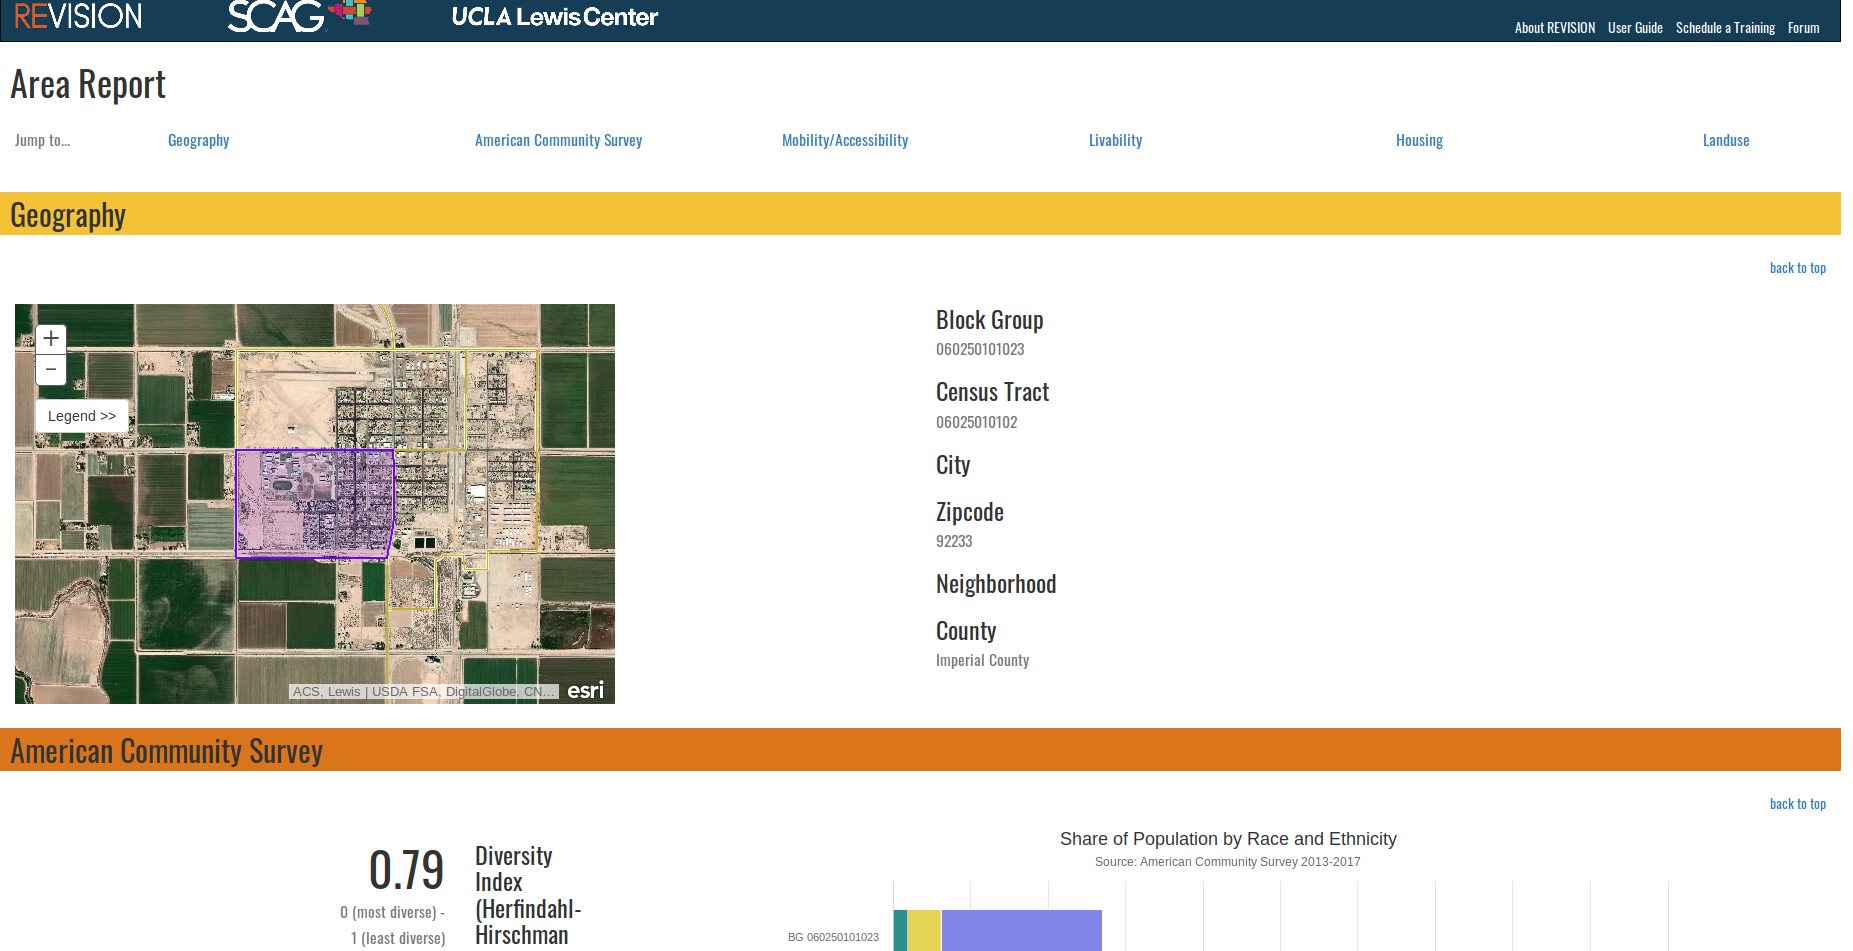 REVISION
SCAG
UCLA Lewis Center
About REVISION User Guide Schedule a Training Forum
Area Report
Jump to... Geography American Community Survey Mobility/Accessibility Livability Housing Landuse
Geography
back to top
+
−
Legend >>
ACS, Lewis | USDA FSA, DigitalGlobe, CN...
esri
Block Group
060250101023
Census Tract
06025010102
City
Zipcode
92233
Neighborhood
County
Imperial County
American Community Survey
back to top
0.79
0 (most diverse) -
1 (least diverse)
Diversity
Index
(Herfindahl-
Hirschman
Share of Population by Race and Ethnicity
Source: American Community Survey 2013-2017
BG 060250101023